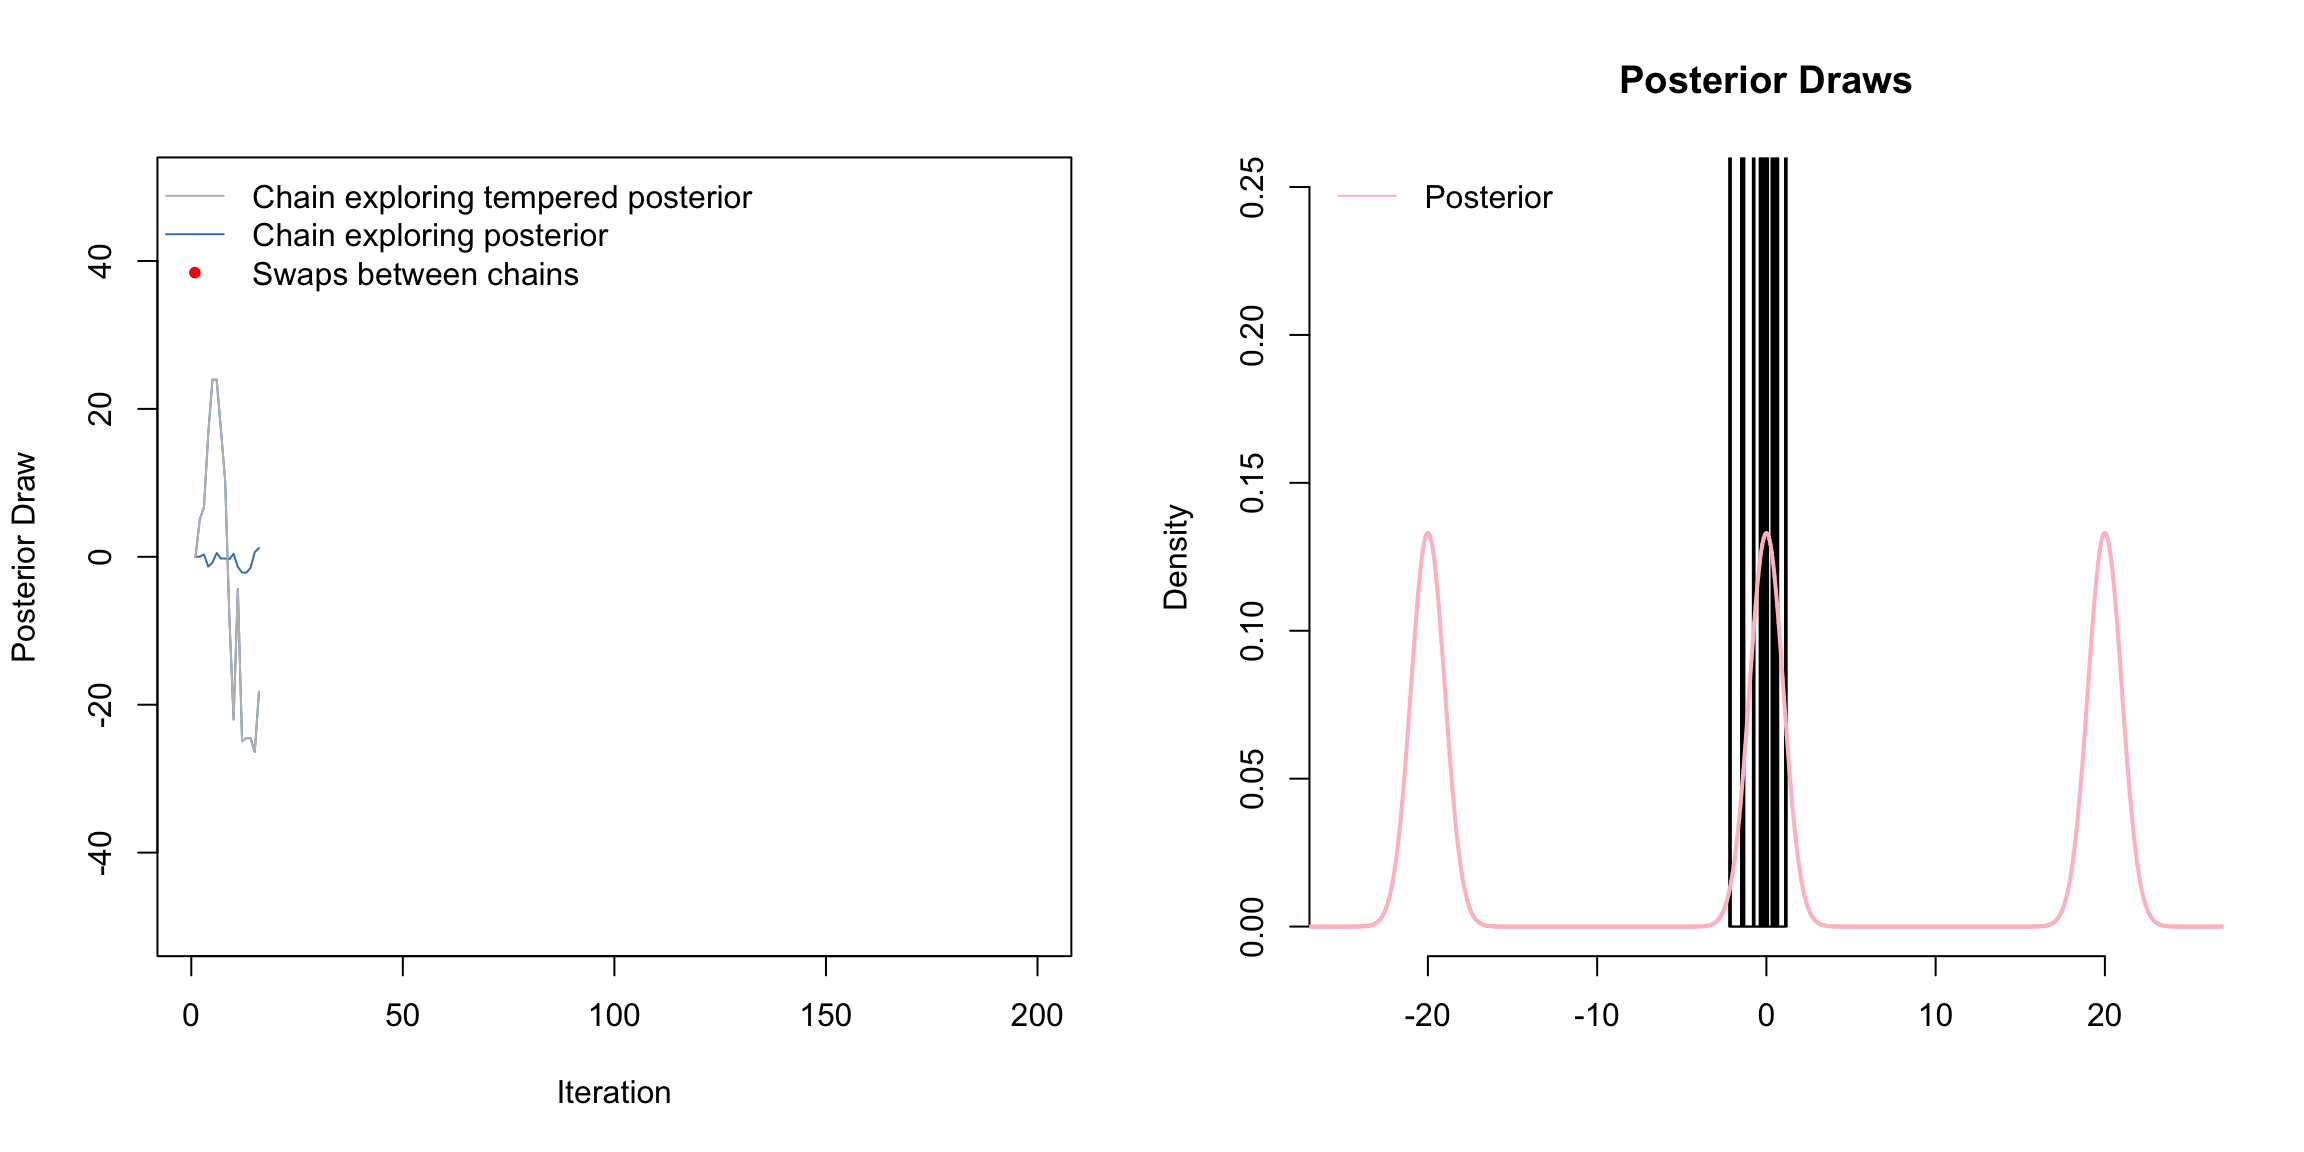 Chain exploring tempered posterior
Chain exploring posterior
Swaps between chains
Posterior Draw
-40
-20
0
20
40
0
50
100
150
200
Iteration
Posterior Draws
Posterior
Density
0.00
0.05
0.10
0.15
0.20
0.25
-20
-10
0
10
20